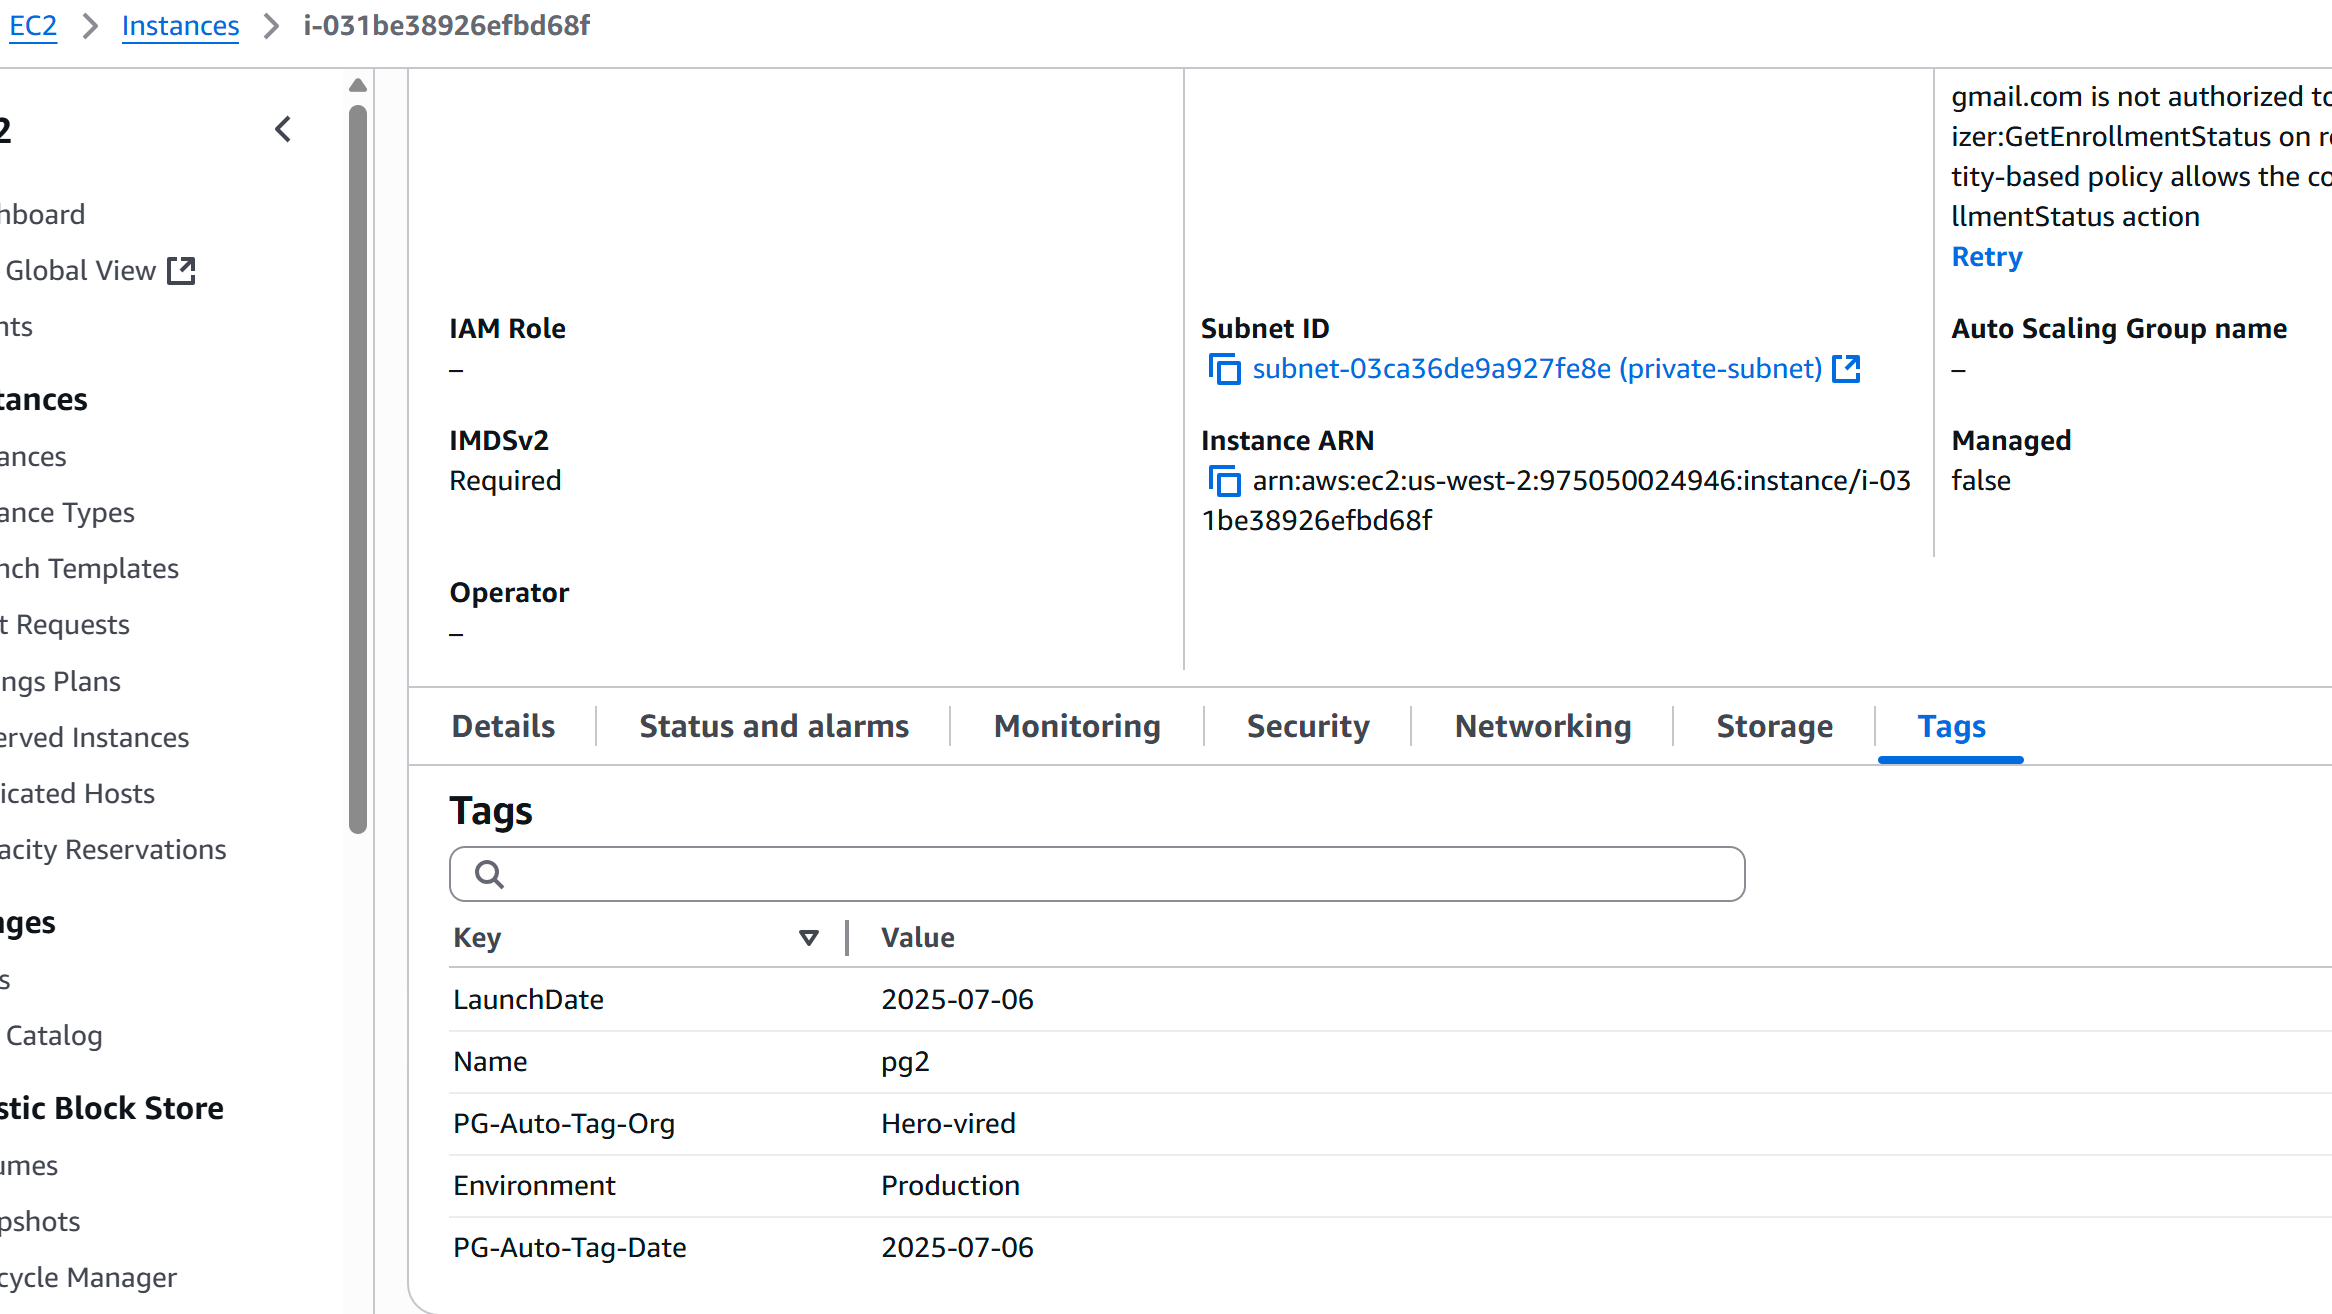 EC2 > Instances > i-031be38926efbd68f
2
hboard
Global View
nts
tances
ances
ance Types
nch Templates
t Requests
ngs Plans
erved Instances
icated Hosts
acity Reservations
ages
s
Catalog
stic Block Store
umes
pshots
cycle Manager
gmail.com is not authorized to
izer:GetEnrollmentStatus on re
tity-based policy allows the co
llmentStatus action
Retry
IAM Role
–
Subnet ID
subnet-03ca36de9a927fe8e (private-subnet)
Auto Scaling Group name
–
IMDSv2
Required
Instance ARN
arn:aws:ec2:us-west-2:975050024946:instance/i-03
1be38926efbd68f
Managed
false
Operator
–
Details
Status and alarms
Monitoring
Security
Networking
Storage
Tags
Tags
Key Value
LaunchDate 2025-07-06
Name pg2
PG-Auto-Tag-Org Hero-vired
Environment Production
PG-Auto-Tag-Date 2025-07-06